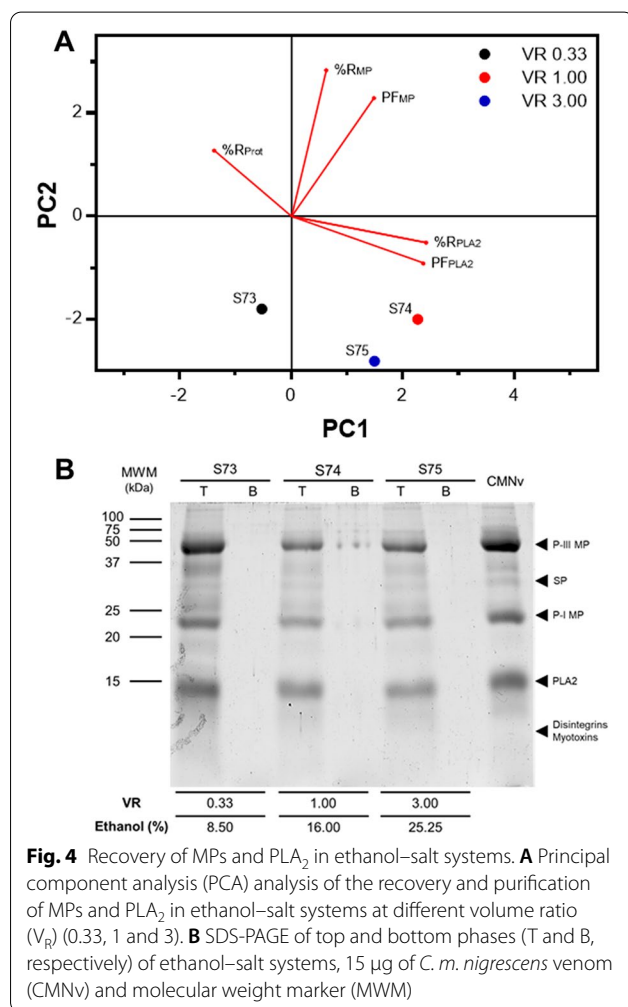 A
VR 0.33
VR 1.00
VR 3.00
%RMP
PFMP
%RProt
%RPLA2
PFPLA2
S73
S74
S75
2
0
-2
PC2
-2
0
2
4
PC1
B
MWM
(kDa)
S73
S74
S75
CMNv
T
B
T
B
T
B
100
75
50
37
25
20
15
P-III MP
SP
P-I MP
PLA2
Disintegrins
Myotoxins
VR 0.33 1.00 3.00
Ethanol (%) 8.50 16.00 25.25
Fig. 4 Recovery of MPs and PLA₂ in ethanol–salt systems. A Principal
component analysis (PCA) analysis of the recovery and purification
of MPs and PLA₂ in ethanol–salt systems at different volume ratio
(VR) (0.33, 1 and 3). B SDS-PAGE of top and bottom phases (T and B,
respectively) of ethanol–salt systems, 15 µg of C. m. nigrescens venom
(CMNv) and molecular weight marker (MWM)